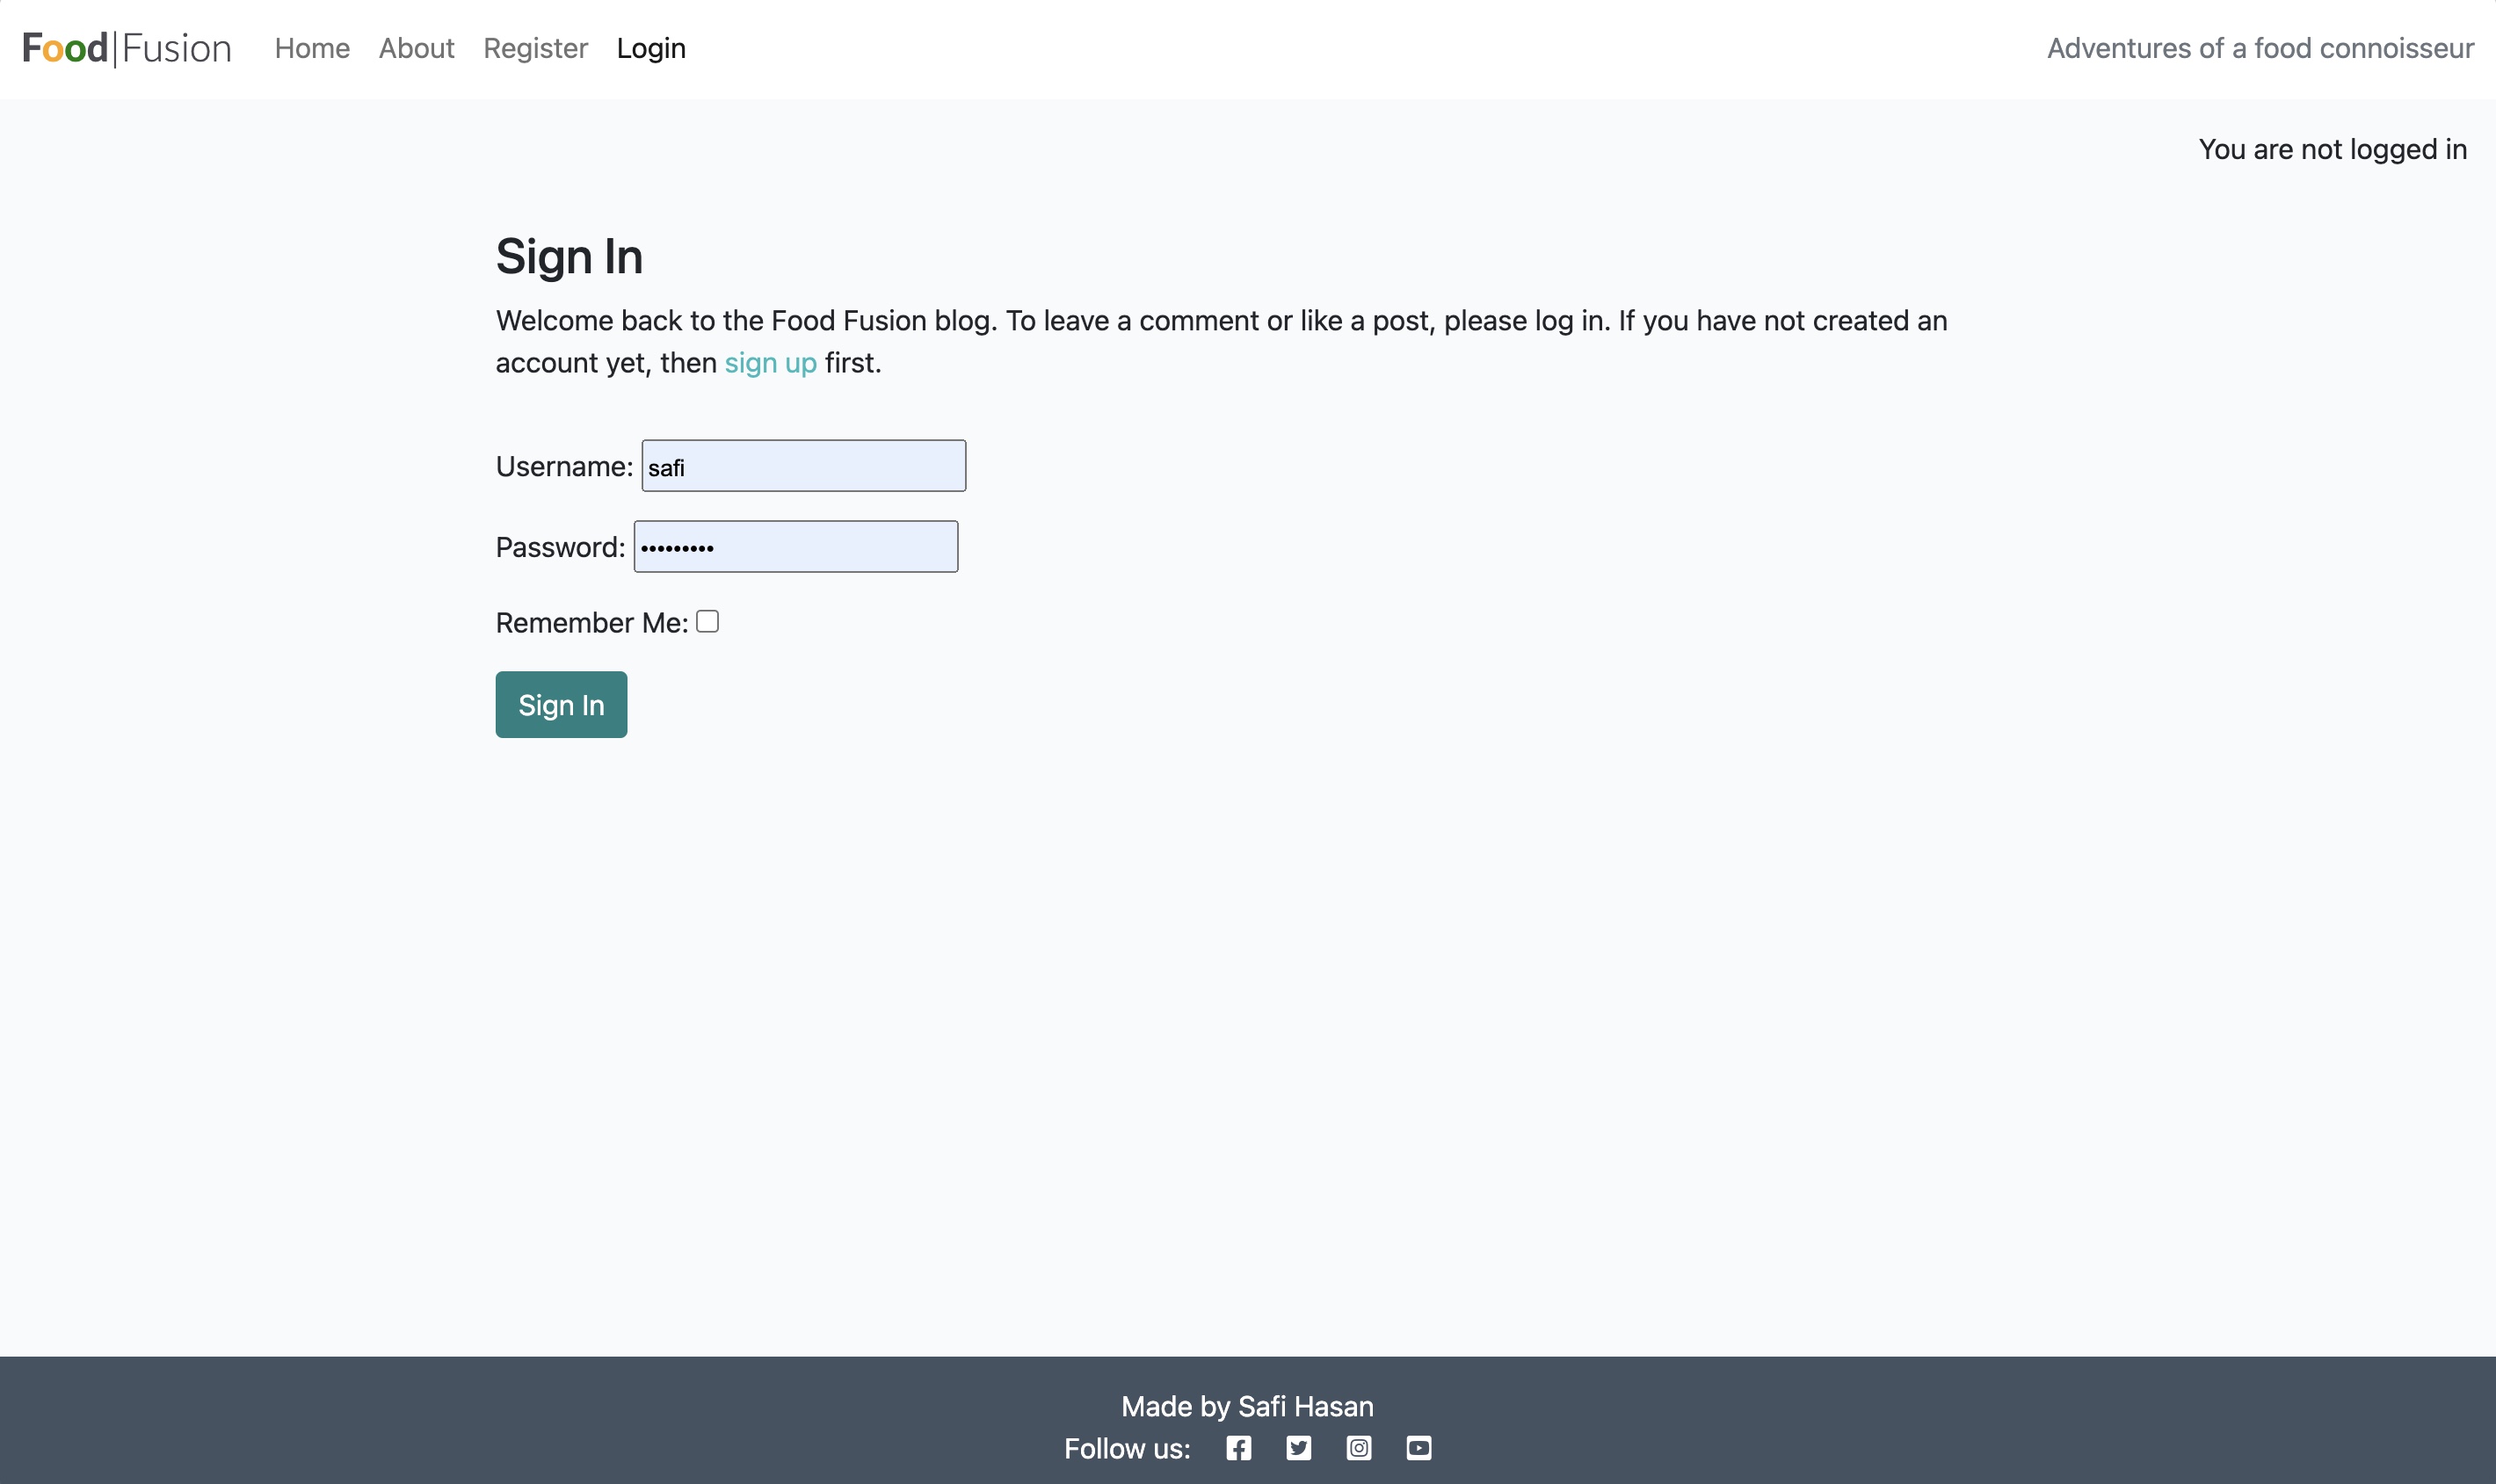 Food|Fusion Home About Register Login Adventures of a food connoisseur
You are not logged in
Sign In
Welcome back to the Food Fusion blog. To leave a comment or like a post, please log in. If you have not created an
account yet, then sign up first.
Username: safi
Password: •••••••••
Remember Me:
Sign In
Made by Safi Hasan
Follow us: